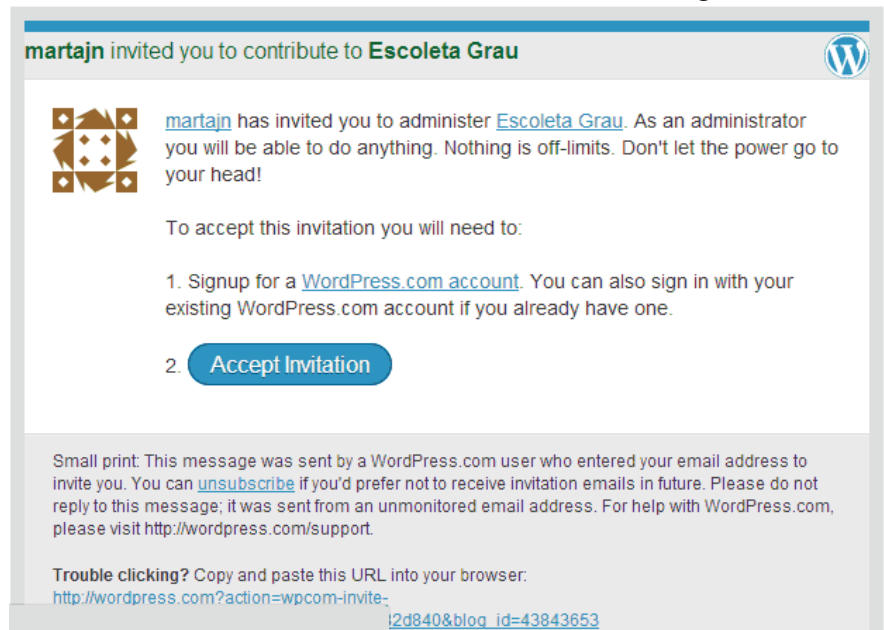 martajn invited you to contribute to Escoleta Grau
martajn has invited you to administer Escoleta Grau. As an administrator
you will be able to do anything. Nothing is off-limits. Don't let the power go to
your head!
To accept this invitation you will need to:
1. Signup for a WordPress.com account. You can also sign in with your
existing WordPress.com account if you already have one.
2. Accept Invitation
Small print: This message was sent by a WordPress.com user who entered your email address to
invite you. You can unsubscribe if you'd prefer not to receive invitation emails in future. Please do not
reply to this message; it was sent from an unmonitored email address. For help with WordPress.com,
please visit http://wordpress.com/support.
Trouble clicking? Copy and paste this URL into your browser:
http://wordpress.com?action=wpcom-invite-
2d840&blog_id=43843653